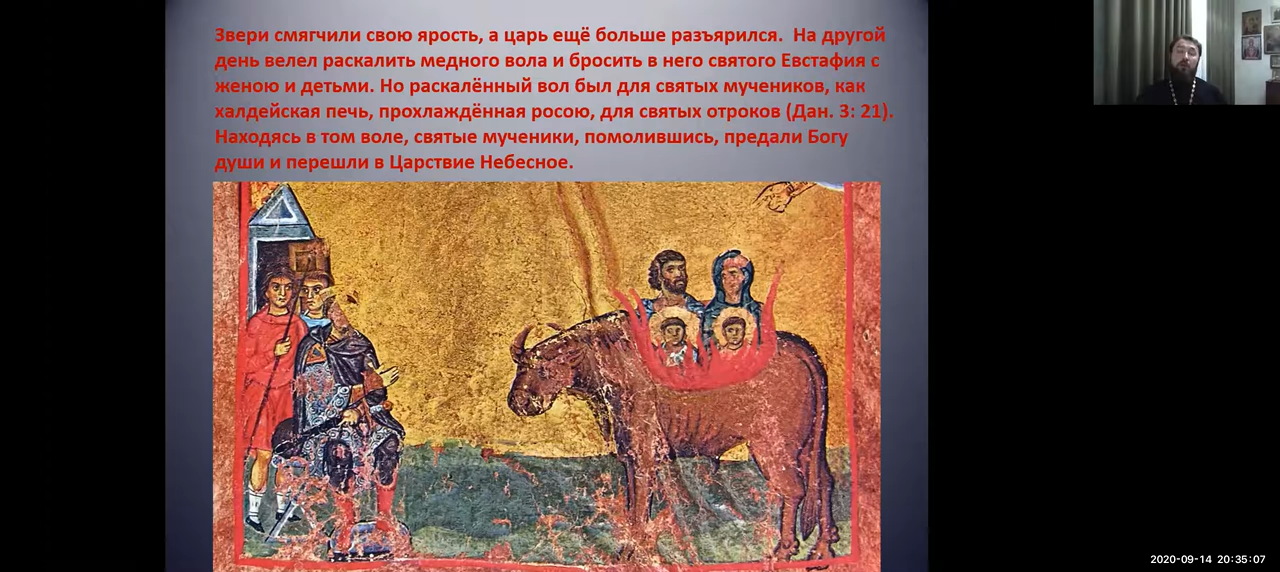 Звери смягчили свою ярость, а царь ещё больше разъярился. На другой
день велел раскалить медного вола и бросить в него святого Евстафия с
женою и детьми. Но раскалённый вол был для святых мучеников, как
халдейская печь, прохлаждённая росою, для святых отроков (Дан. 3: 21).
Находясь в том воле, святые мученики, помолившись, предали Богу
души и перешли в Царствие Небесное.
2020-09-14 20:35:07